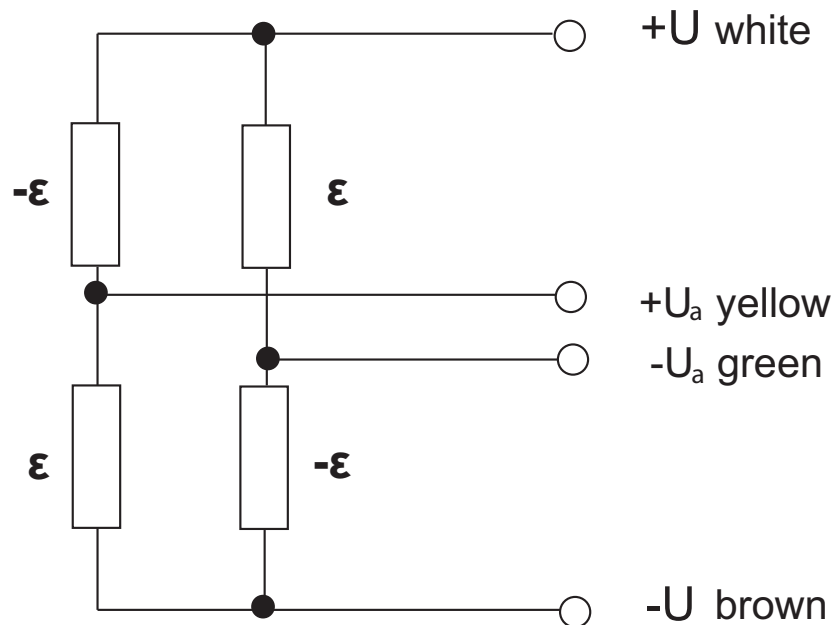 +U white
-ε ε
+Uₐ yellow
-Uₐ green
ε -ε
-U brown